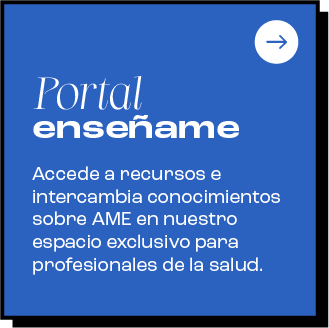 Portal
enseñame
Accede a recursos e
intercambia conocimientos
sobre AME en nuestro
espacio exclusivo para
profesionales de la salud.